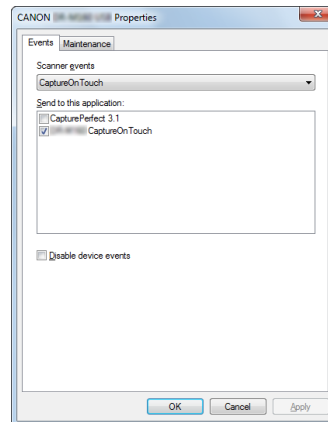 CANON Properties
Events Maintenance
Scanner events
CaptureOnTouch
Send to this application:
CapturePerfect 3.1
CaptureOnTouch
Disable device events
OK Cancel Apply